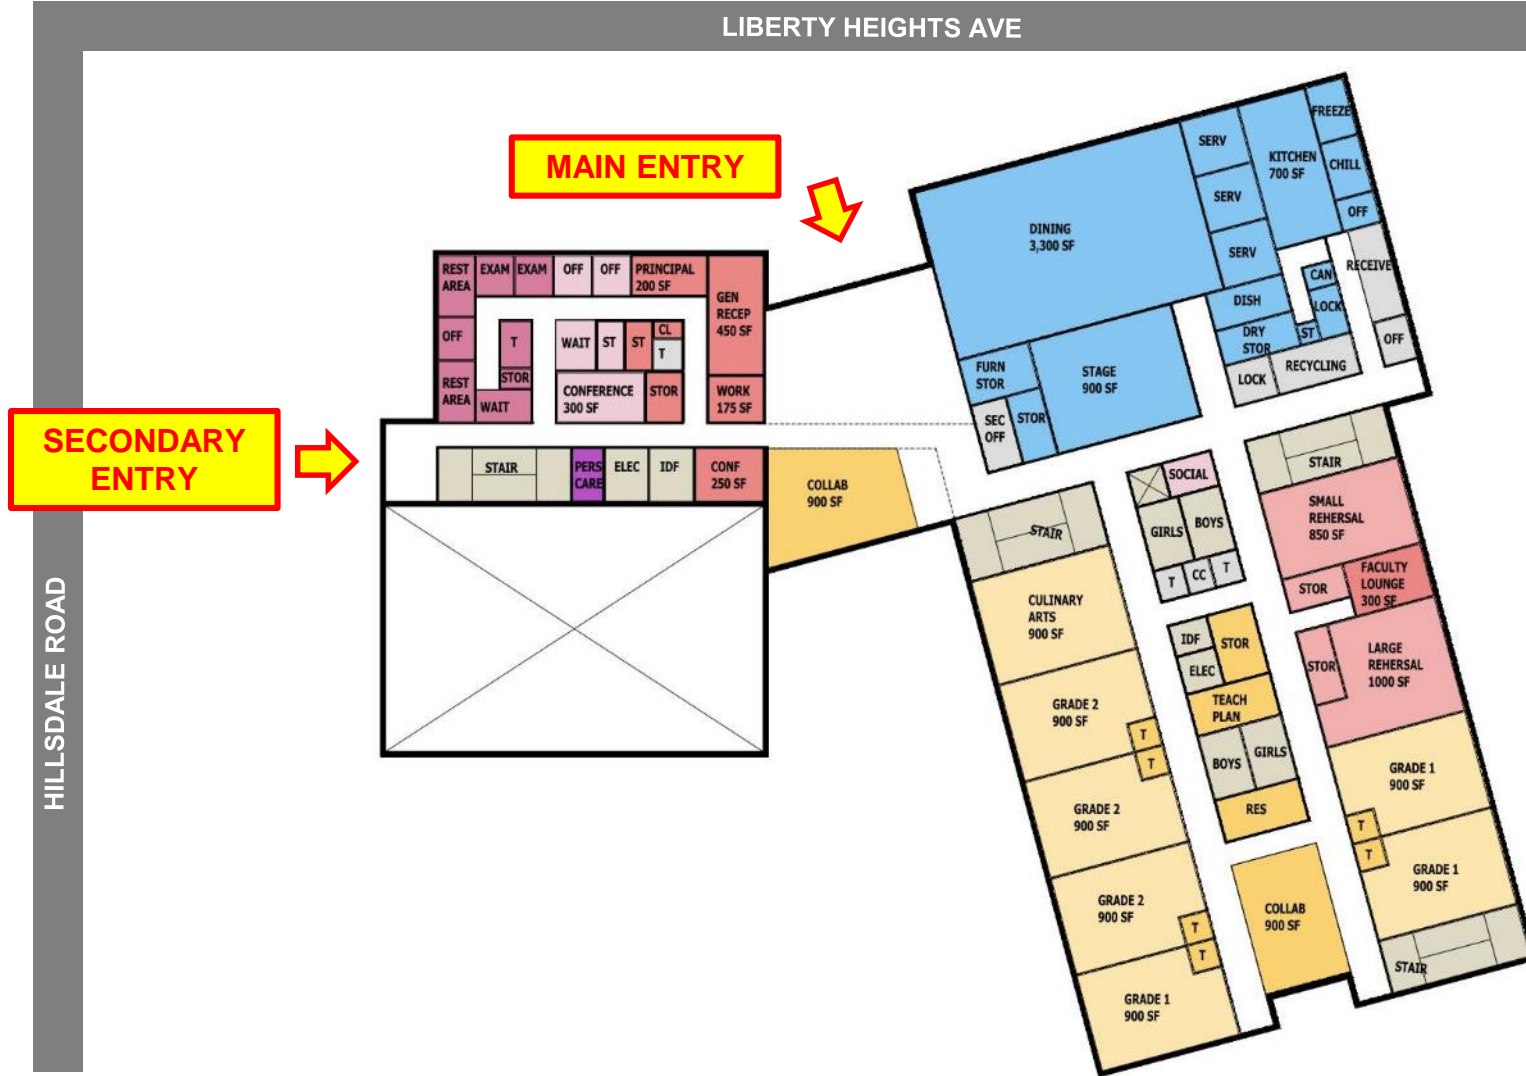 LIBERTY HEIGHTS AVE
HILLSDALE ROAD
MAIN ENTRY
SECONDARY
ENTRY
REST
AREA
EXAM
EXAM
OFF
OFF
PRINCIPAL
200 SF
GEN
RECEP
450 SF
OFF
T
STOR
WAIT
ST
ST
CL
T
REST
AREA
WAIT
CONFERENCE
300 SF
STOR
WORK
175 SF
STAIR
PERS
CARE
ELEC
IDF
CONF
250 SF
COLLAB
900 SF
DINING
3,300 SF
SERV
SERV
SERV
KITCHEN
700 SF
FREEZE
CHILL
OFF
RECEIVE
CAN
LOCK
ST
OFF
DISH
DRY
STOR
LOCK
RECYCLING
FURN
STOR
STAGE
900 SF
SEC
OFF
STOR
STAIR
SOCIAL
GIRLS
BOYS
T
CC
T
STAIR
SMALL
REHERSAL
850 SF
STOR
FACULTY
LOUNGE
300 SF
STOR
LARGE
REHERSAL
1000 SF
CULINARY
ARTS
900 SF
IDF
STOR
ELEC
TEACH
PLAN
BOYS
GIRLS
RES
GRADE 2
900 SF
T
T
GRADE 2
900 SF
GRADE 2
900 SF
T
T
GRADE 1
900 SF
GRADE 1
900 SF
T
T
GRADE 1
900 SF
COLLAB
900 SF
STAIR